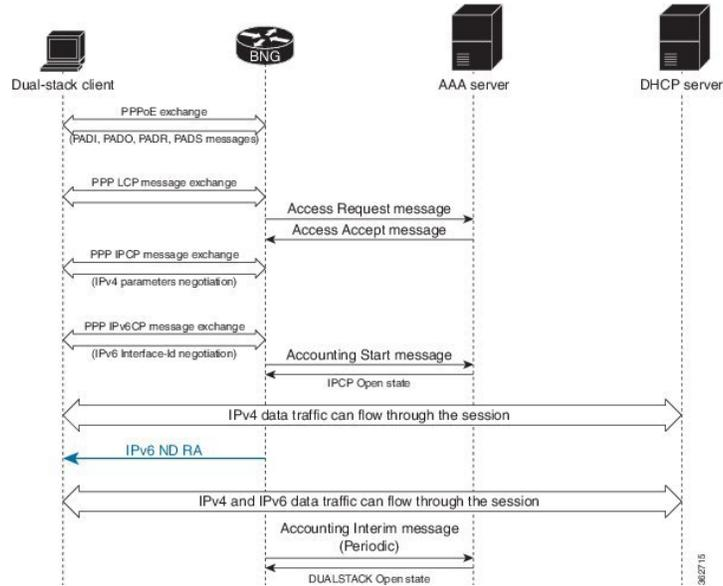 BNG
Dual-stack client
AAA server
DHCP server
PPPoE exchange
(PADI, PADO, PADR, PADS messages)
PPP LCP message exchange
Access Request message
Access Accept message
PPP IPCP message exchange
(IPv4 parameters negotiation)
PPP IPv6CP message exchange
(IPv6 Interface-Id negotiation)
Accounting Start message
IPCP Open state
IPv4 data traffic can flow through the session
IPv6 ND RA
IPv4 and IPv6 data traffic can flow through the session
Accounting Interim message
(Periodic)
DUALSTACK Open state
362715